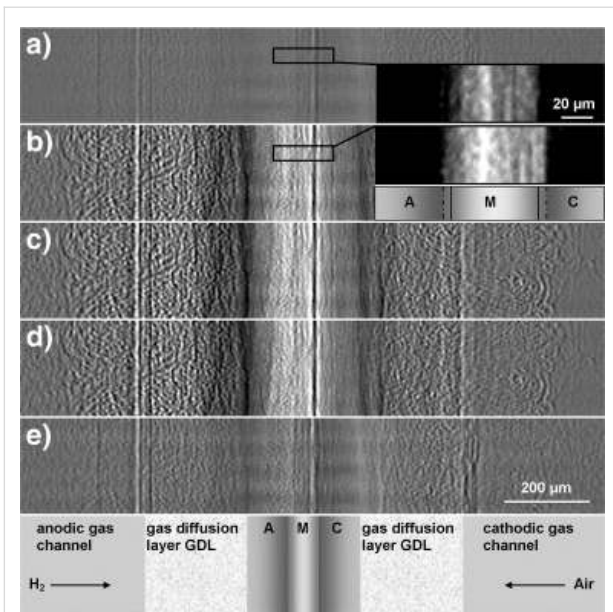 a)
20 µm
b)
A M C
c)
d)
e)
200 µm
anodic gas
channel
gas diffusion
layer GDL
A M C
gas diffusion
layer GDL
cathodic gas
channel
H₂
Air